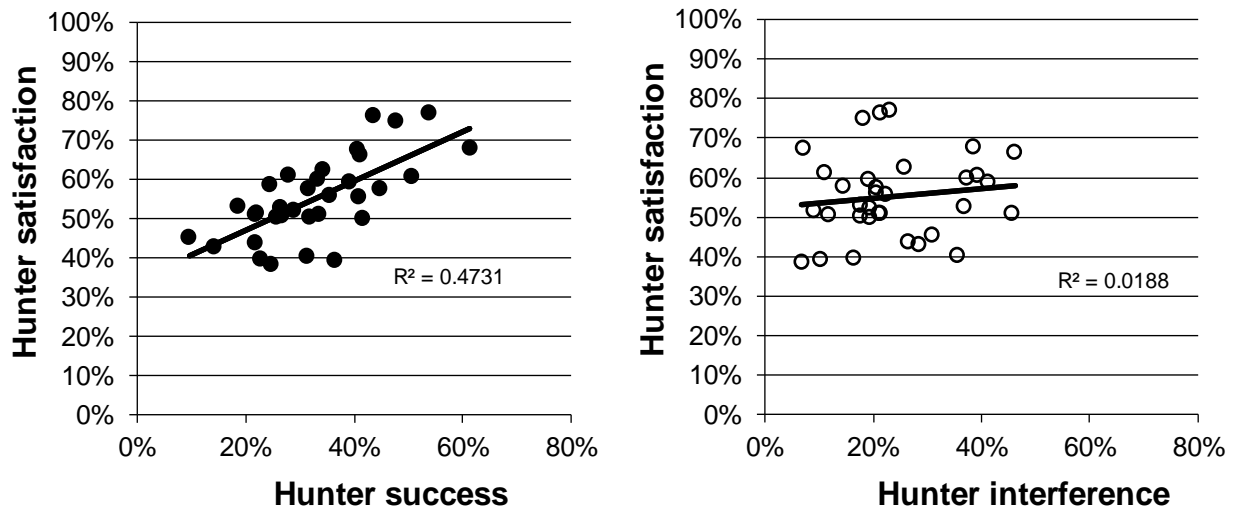 100%
90%
80%
70%
60%
50%
40%
30%
20%
10%
0%
Hunter satisfaction
R² = 0.4731
0% 20% 40% 60% 80%
Hunter success
100%
90%
80%
70%
60%
50%
40%
30%
20%
10%
0%
Hunter satisfaction
R² = 0.0188
0% 20% 40% 60% 80%
Hunter interference